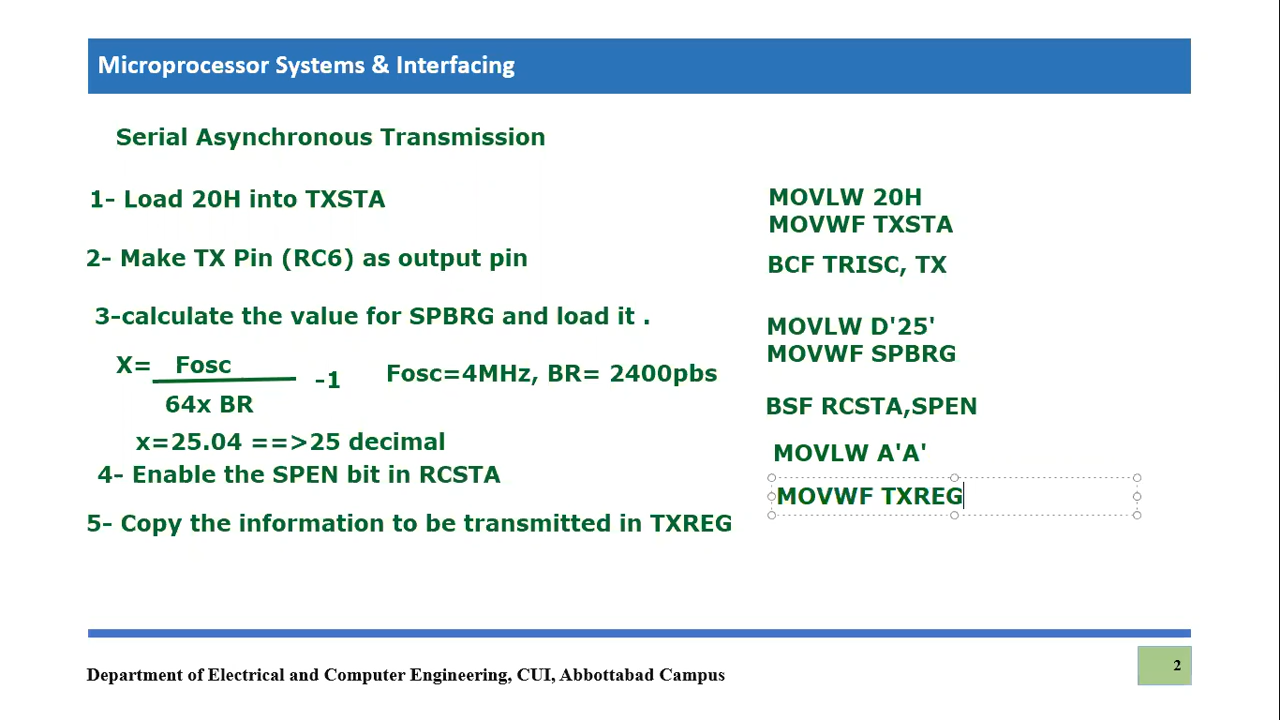 Microprocessor Systems & Interfacing
Serial Asynchronous Transmission
1- Load 20H into TXSTA
2- Make TX Pin (RC6) as output pin
3-calculate the value for SPBRG and load it .
X= Fosc
-1
64x BR
Fosc=4MHz, BR= 2400pbs
x=25.04 ==>25 decimal
4- Enable the SPEN bit in RCSTA
5- Copy the information to be transmitted in TXREG
MOVLW 20H
MOVWF TXSTA
BCF TRISC, TX
MOVLW D'25'
MOVWF SPBRG
BSF RCSTA,SPEN
MOVLW A'A'
MOVWF TXREG
Department of Electrical and Computer Engineering, CUI, Abbottabad Campus
2